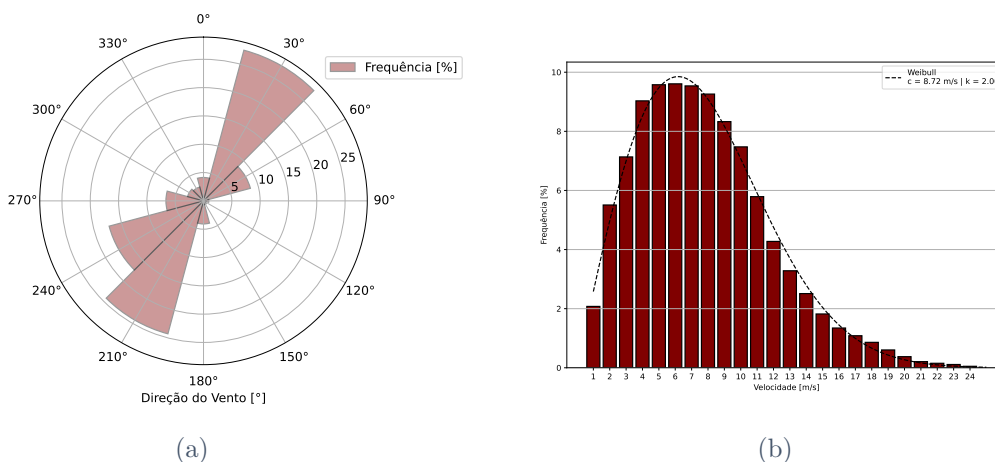 0°
30°
60°
90°
120°
150°
180°
210°
240°
270°
300°
330°
5
10
15
20
25
Frequência [%]
Direção do Vento [°]
(a)
Weibull
c = 8.72 m/s | k = 2.0
10
8
6
4
2
0
Frequência [%]
1 2 3 4 5 6 7 8 9 10 11 12 13 14 15 16 17 18 19 20 21 22 23 24
Velocidade [m/s]
(b)